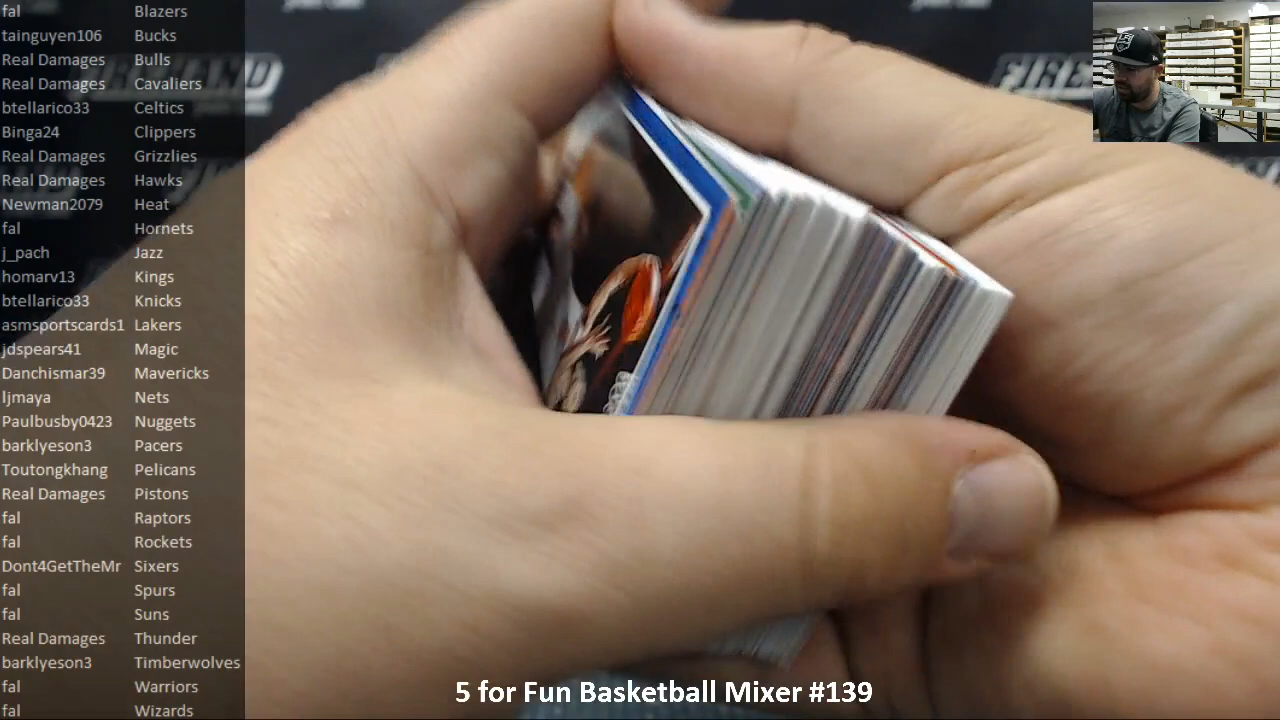 fal Blazers
tainguyen106 Bucks
Real Damages Bulls
Real Damages Cavaliers
btellarico33 Celtics
Binga24 Clippers
Real Damages Grizzlies
Real Damages Hawks
Newman2079 Heat
fal Hornets
j_pach Jazz
homarv13 Kings
btellarico33 Knicks
asmsportscards1 Lakers
jdspears41 Magic
Danchismar39 Mavericks
ljmaya Nets
Paulbusby0423 Nuggets
barklyeson3 Pacers
Toutongkhang Pelicans
Real Damages Pistons
fal Raptors
fal Rockets
Dont4GetTheMr Sixers
fal Spurs
fal Suns
Real Damages Thunder
barklyeson3 Timberwolves
fal Warriors
fal Wizards
5 for Fun Basketball Mixer #139